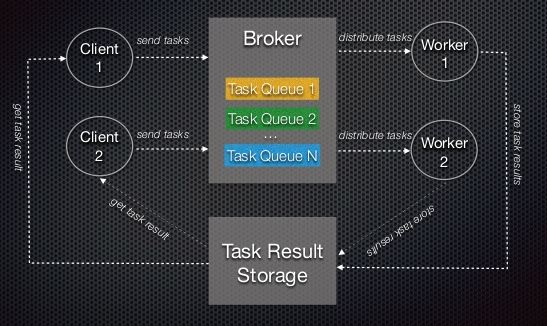 Client
1
send tasks
Broker
distribute tasks
Worker
1
Task Queue 1
Task Queue 2
...
Task Queue N
Client
2
send tasks
distribute tasks
Worker
2
get task result
store task results
get task result
store task results
Task Result
Storage